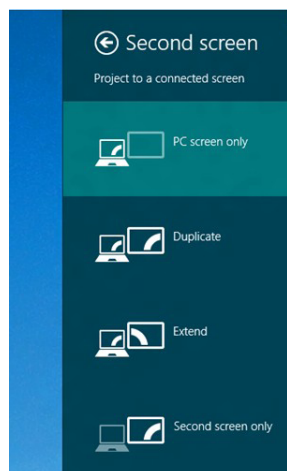 Second screen
Project to a connected screen
PC screen only
Duplicate
Extend
Second screen only